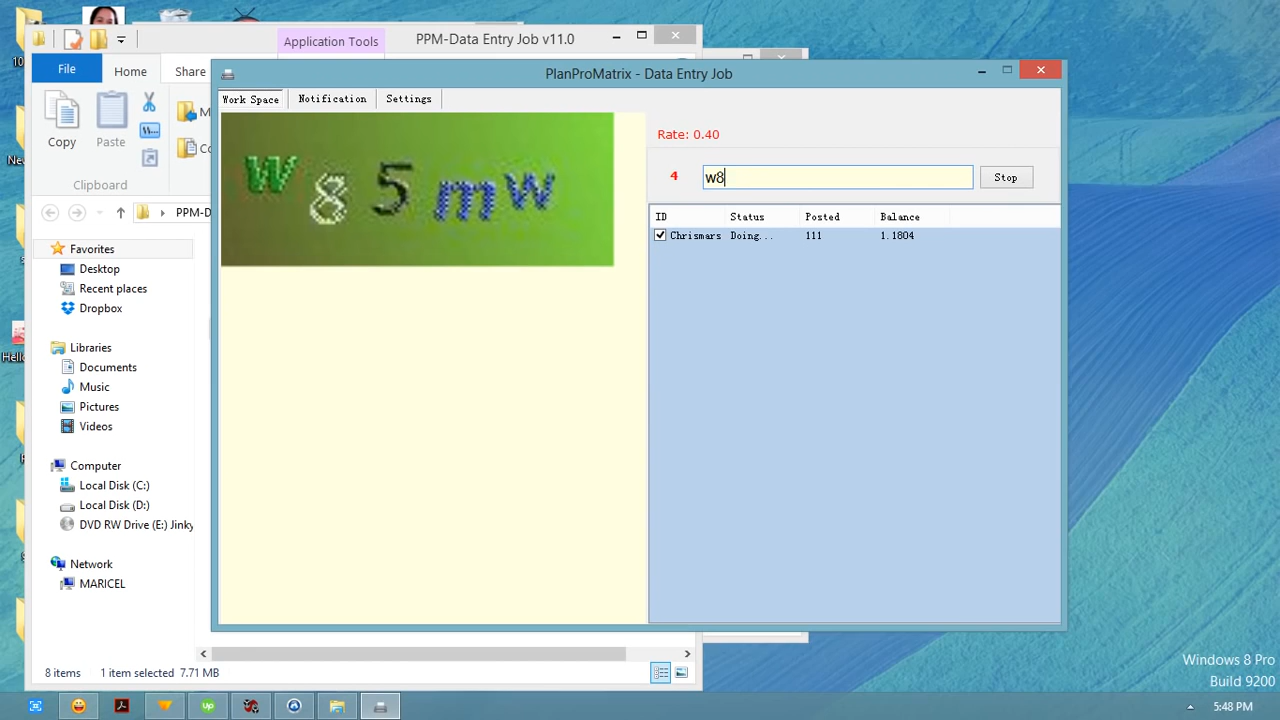 Application Tools
PPM-Data Entry Job v11.0
File
Home
Share
Copy
Paste
Clipboard
PPM-D
Favorites
Desktop
Recent places
Dropbox
Libraries
Documents
Music
Pictures
Videos
Computer
Local Disk (C:)
Local Disk (D:)
DVD RW Drive (E:) Jinky
Network
MARICEL
8 items 1 item selected 7.71 MB
PlanProMatrix - Data Entry Job
Work Space Notification Settings
w 8 5 m w
Rate: 0.40
4 w8 Stop
ID Status Posted Balance
Chrismars Doing... 111 1.1804
Windows 8 Pro
Build 9200
5:48 PM